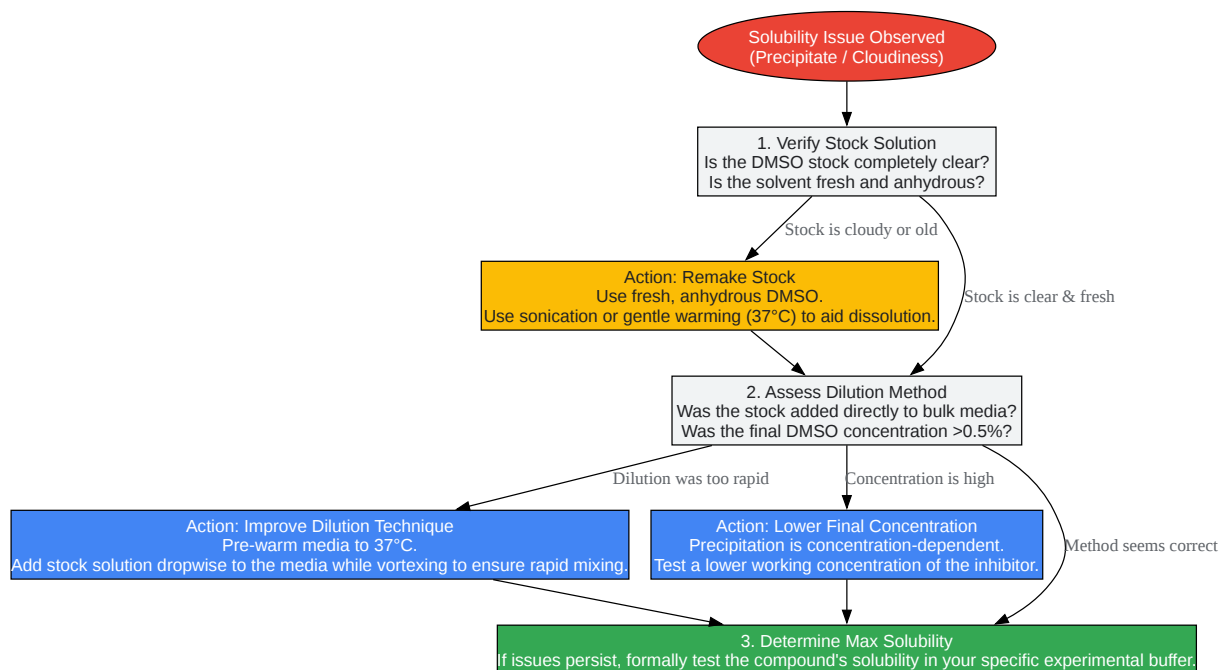 Solubility Issue Observed
(Precipitate / Cloudiness)
1. Verify Stock Solution
Is the DMSO stock completely clear?
Is the solvent fresh and anhydrous?
Stock is cloudy or old
Action: Remake Stock
Use fresh, anhydrous DMSO.
Use sonication or gentle warming (37°C) to aid dissolution.
Stock is clear & fresh
2. Assess Dilution Method
Was the stock added directly to bulk media?
Was the final DMSO concentration >0.5%?
Dilution was too rapid
Concentration is high
Action: Improve Dilution Technique
Pre-warm media to 37°C.
Add stock solution dropwise to the media while vortexing to ensure rapid mixing.
Action: Lower Final Concentration
Precipitation is concentration-dependent.
Test a lower working concentration of the inhibitor.
Method seems correct
3. Determine Max Solubility
If issues persist, formally test the compound's solubility in your specific experimental buffer.